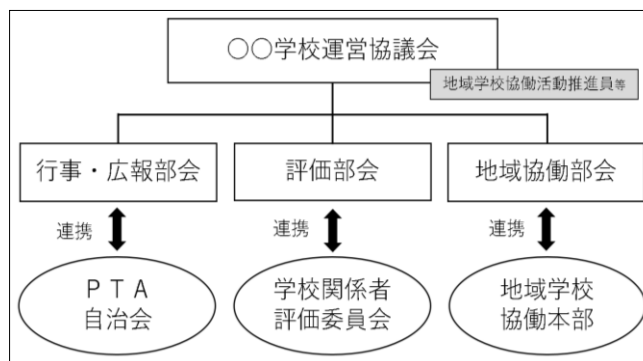 〇〇学校運営協議会
地域学校協働活動推進員等
行事・広報部会
評価部会
地域協働部会
連携
連携
連携
ＰＴＡ
自治会
学校関係者
評価委員会
地域学校
協働本部